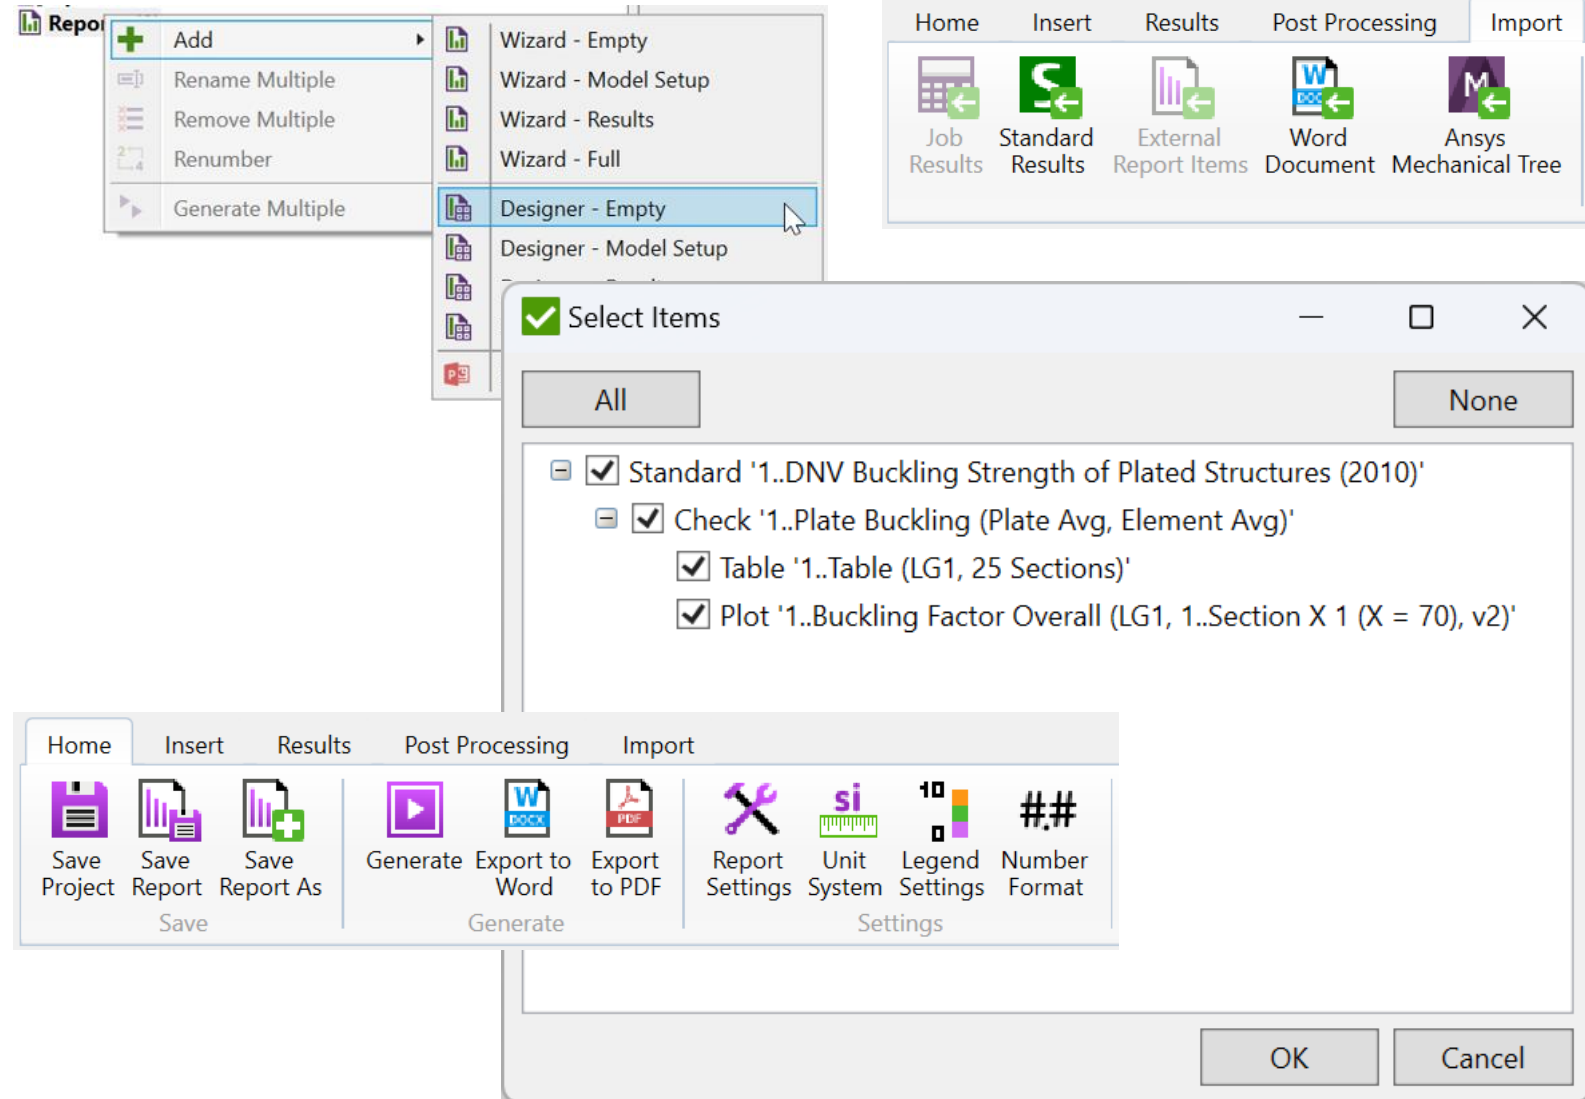 Repor
Add
Rename Multiple
Remove Multiple
Renumber
Generate Multiple
Wizard - Empty
Wizard - Model Setup
Wizard - Results
Wizard - Full
Designer - Empty
Designer - Model Setup
Home Insert Results Post Processing Import
Job Results
Standard Results
External Report Items
Word Document
Ansys Mechanical Tree
Select Items
All
None
Standard '1..DNV Buckling Strength of Plated Structures (2010)'
Check '1..Plate Buckling (Plate Avg, Element Avg)'
Table '1..Table (LG1, 25 Sections)'
Plot '1..Buckling Factor Overall (LG1, 1..Section X 1 (X = 70), v2)'
Home Insert Results Post Processing Import
Save Project
Save Report
Save Report As
Save
Generate
Export to Word
Export to PDF
Generate
Report Settings
Unit System
Legend Settings
Number Format
Settings
OK
Cancel